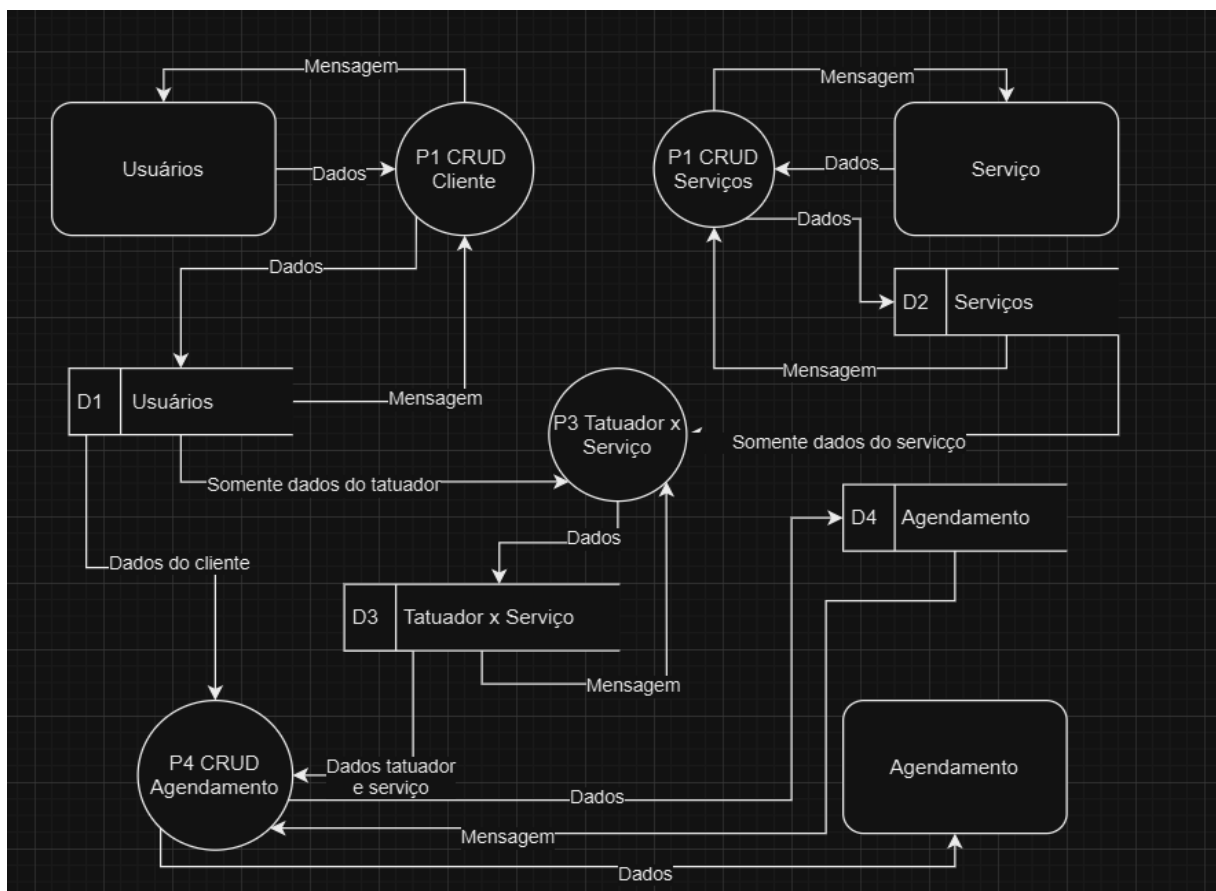 Mensagem
Mensagem
Usuários
Dados
P1 CRUD
Cliente
P1 CRUD
Serviços
Dados
Serviço
Dados
Dados
D2
Serviços
Mensagem
D1
Usuários
Mensagem
P3 Tatuador x
Serviço
Somente dados do servicço
Somente dados do tatuador
D4
Agendamento
Dados
Dados do cliente
D3
Tatuador x Serviço
Mensagem
P4 CRUD
Agendamento
Dados tatuador
e serviço
Agendamento
Dados
Mensagem
Dados